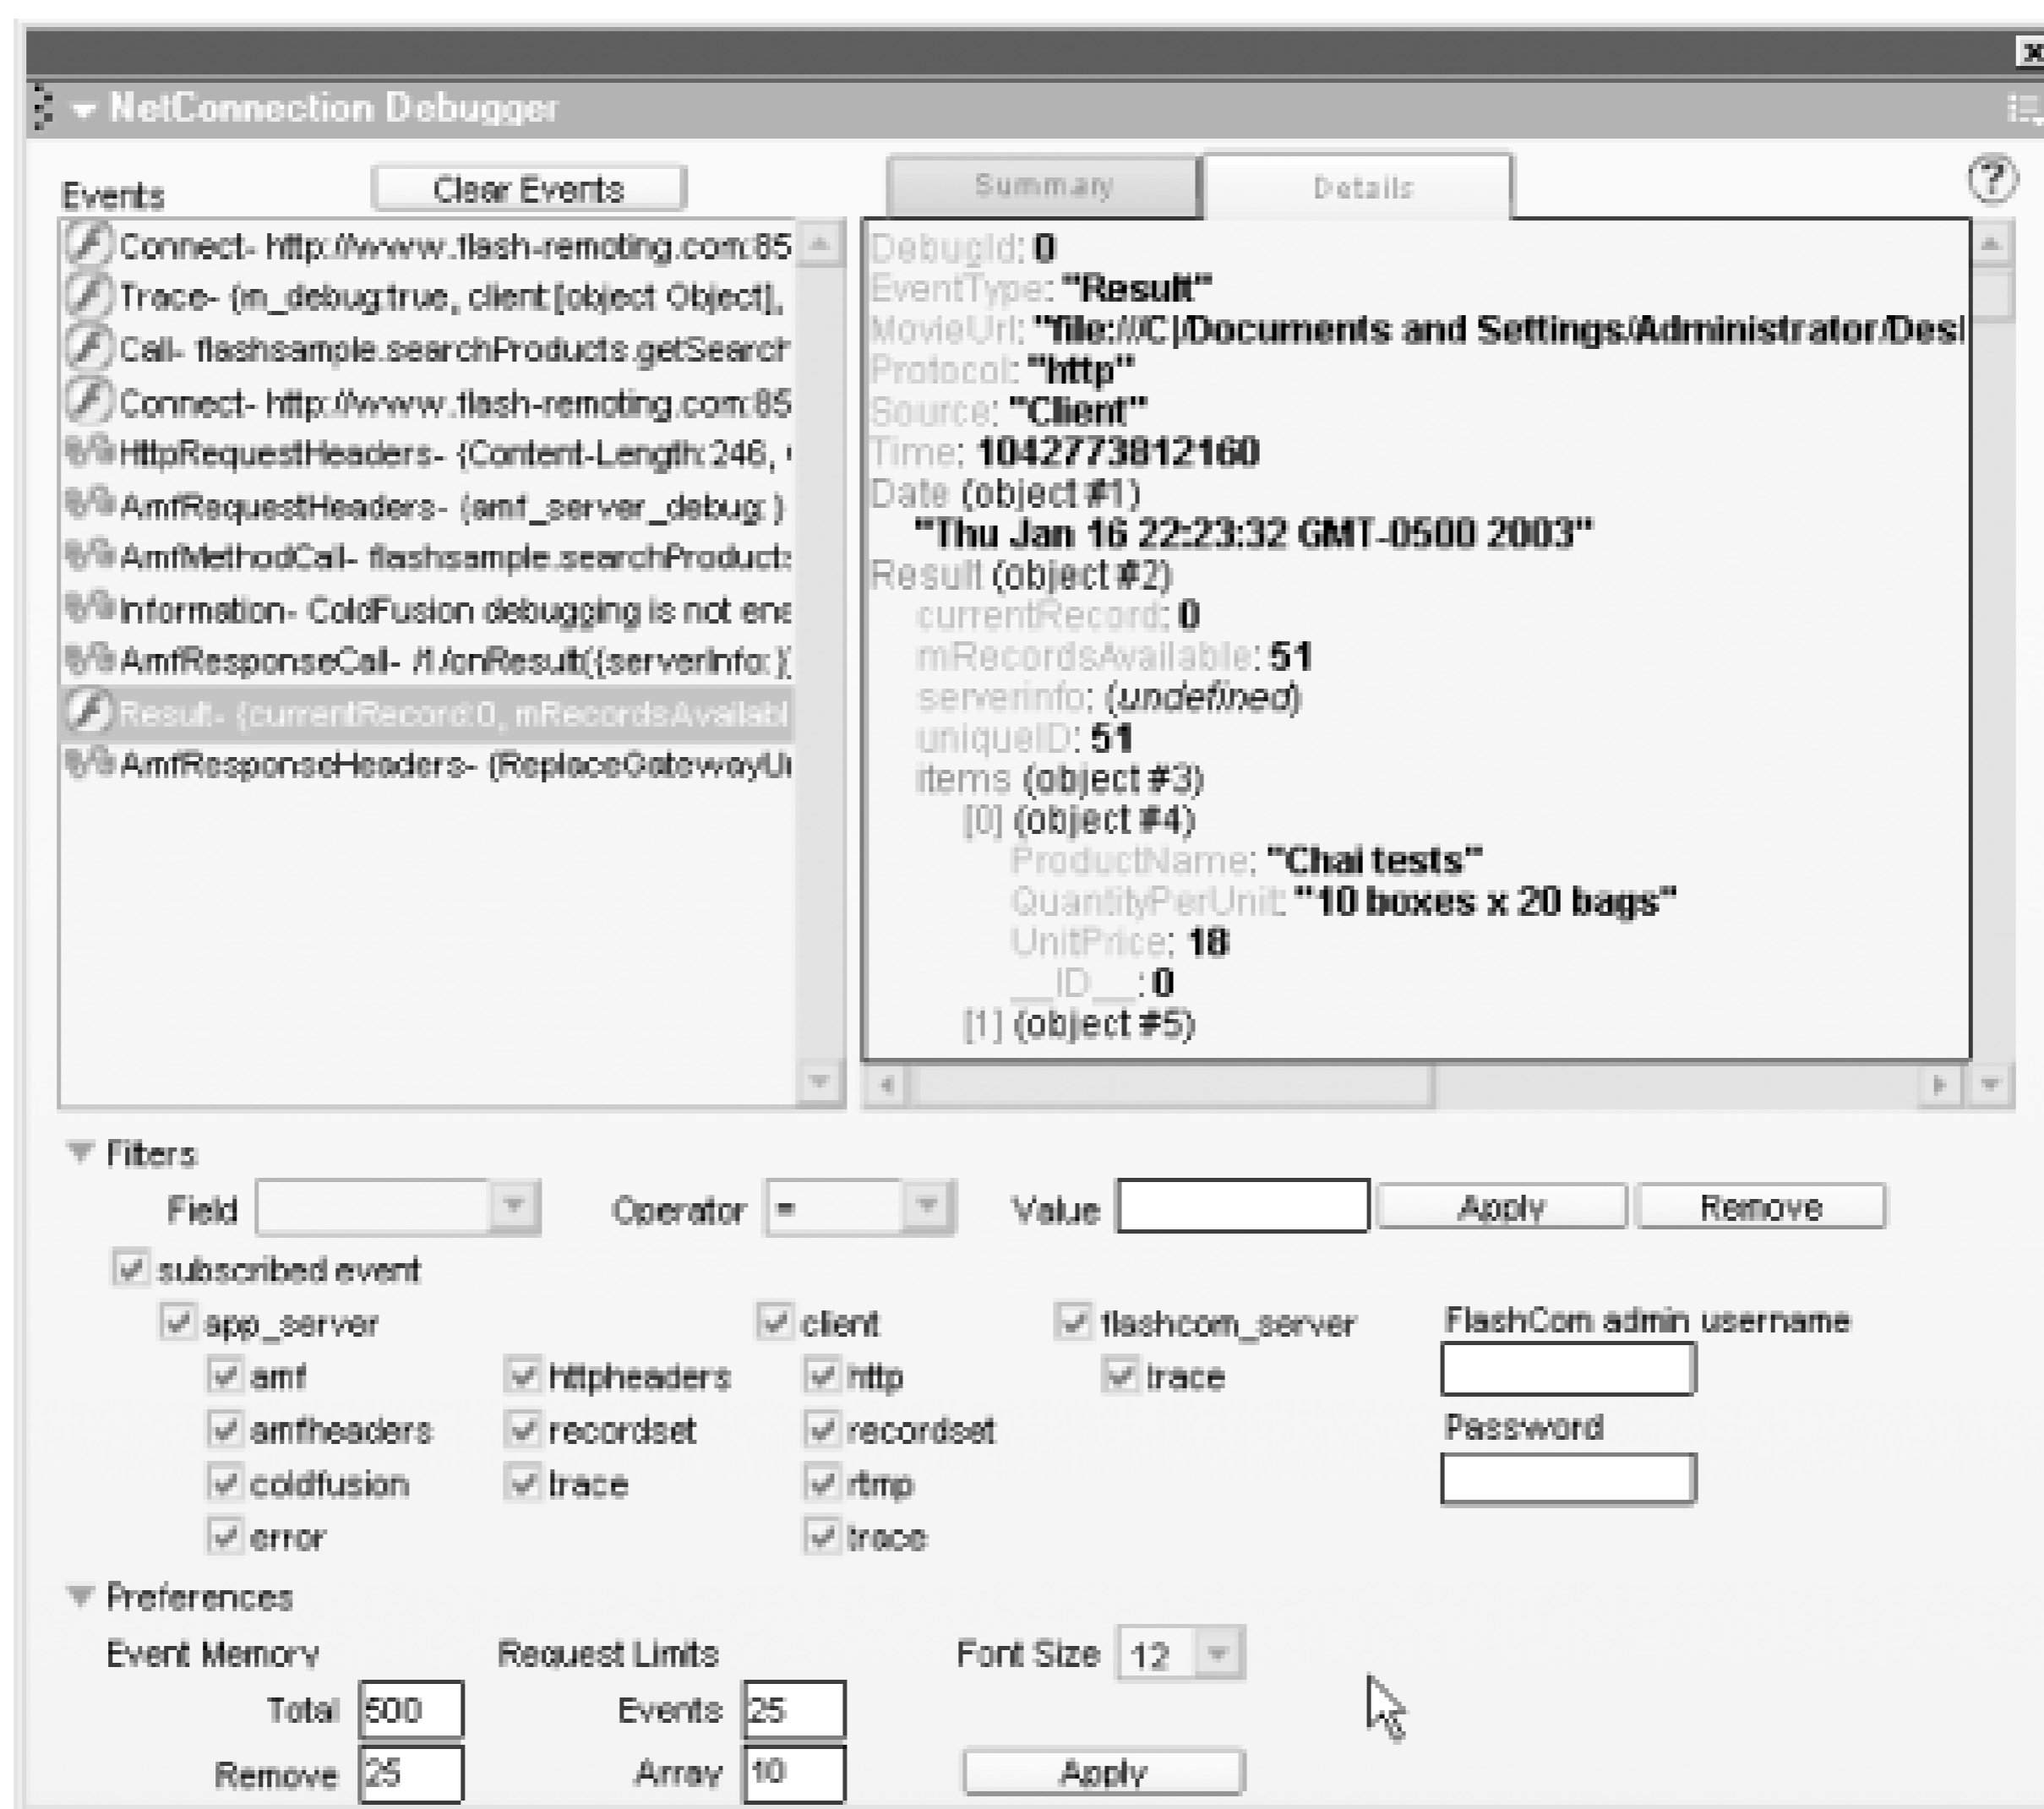 NetConnection Debugger
Events
Clear Events
Connect- http://www.flash-remoting.com:85
Trace- {m_debug:true, client:[object Object],
Call- flashsample.searchProducts.getSearch
Connect- http://www.flash-remoting.com:85
HttpRequestHeaders- {Content-Length:246,
AmfRequestHeaders- {amf_server_debug: }
AmfMethodCall- flashsample.searchProducts
Information- ColdFusion debugging is not ena
AmfResponseCall- /1/onResult({serverInfo: }
Result- {currentRecord:0, mRecordsAvailabl
AmfResponseHeaders- {ReplaceGatewayU
Summary
Details
?
DebugId: 0
EventType: "Result"
MovieUrl: "file:///C|/Documents and Settings/Administrator/Des
Protocol: "http"
Source: "Client"
Time: 1042773812160
Date (object #1)
"Thu Jan 16 22:23:32 GMT-0500 2003"
Result (object #2)
currentRecord: 0
mRecordsAvailable: 51
serverinfo: (undefined)
uniqueID: 51
items (object #3)
[0] (object #4)
ProductName: "Chai tests"
QuantityPerUnit: "10 boxes x 20 bags"
UnitPrice: 18
__ID__: 0
[1] (object #5)
Filters
Field
Operator =
Value
Apply
Remove
subscribed event
app_server
client
flashcom_server
FlashCom admin username
amf
httpheaders
http
trace
amfheaders
recordset
recordset
Password
coldfusion
trace
rtmp
error
trace
Preferences
Event Memory
Request Limits
Font Size 12
Total 500
Events 25
Remove 25
Array 10
Apply